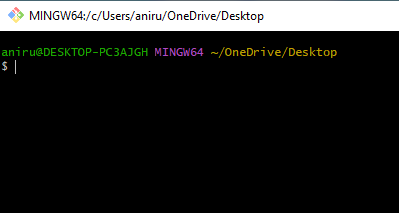 MINGW64:/c/Users/aniru/OneDrive/Desktop
aniru@DESKTOP-PC3AJGH MINGW64 ~/OneDrive/Desktop
$